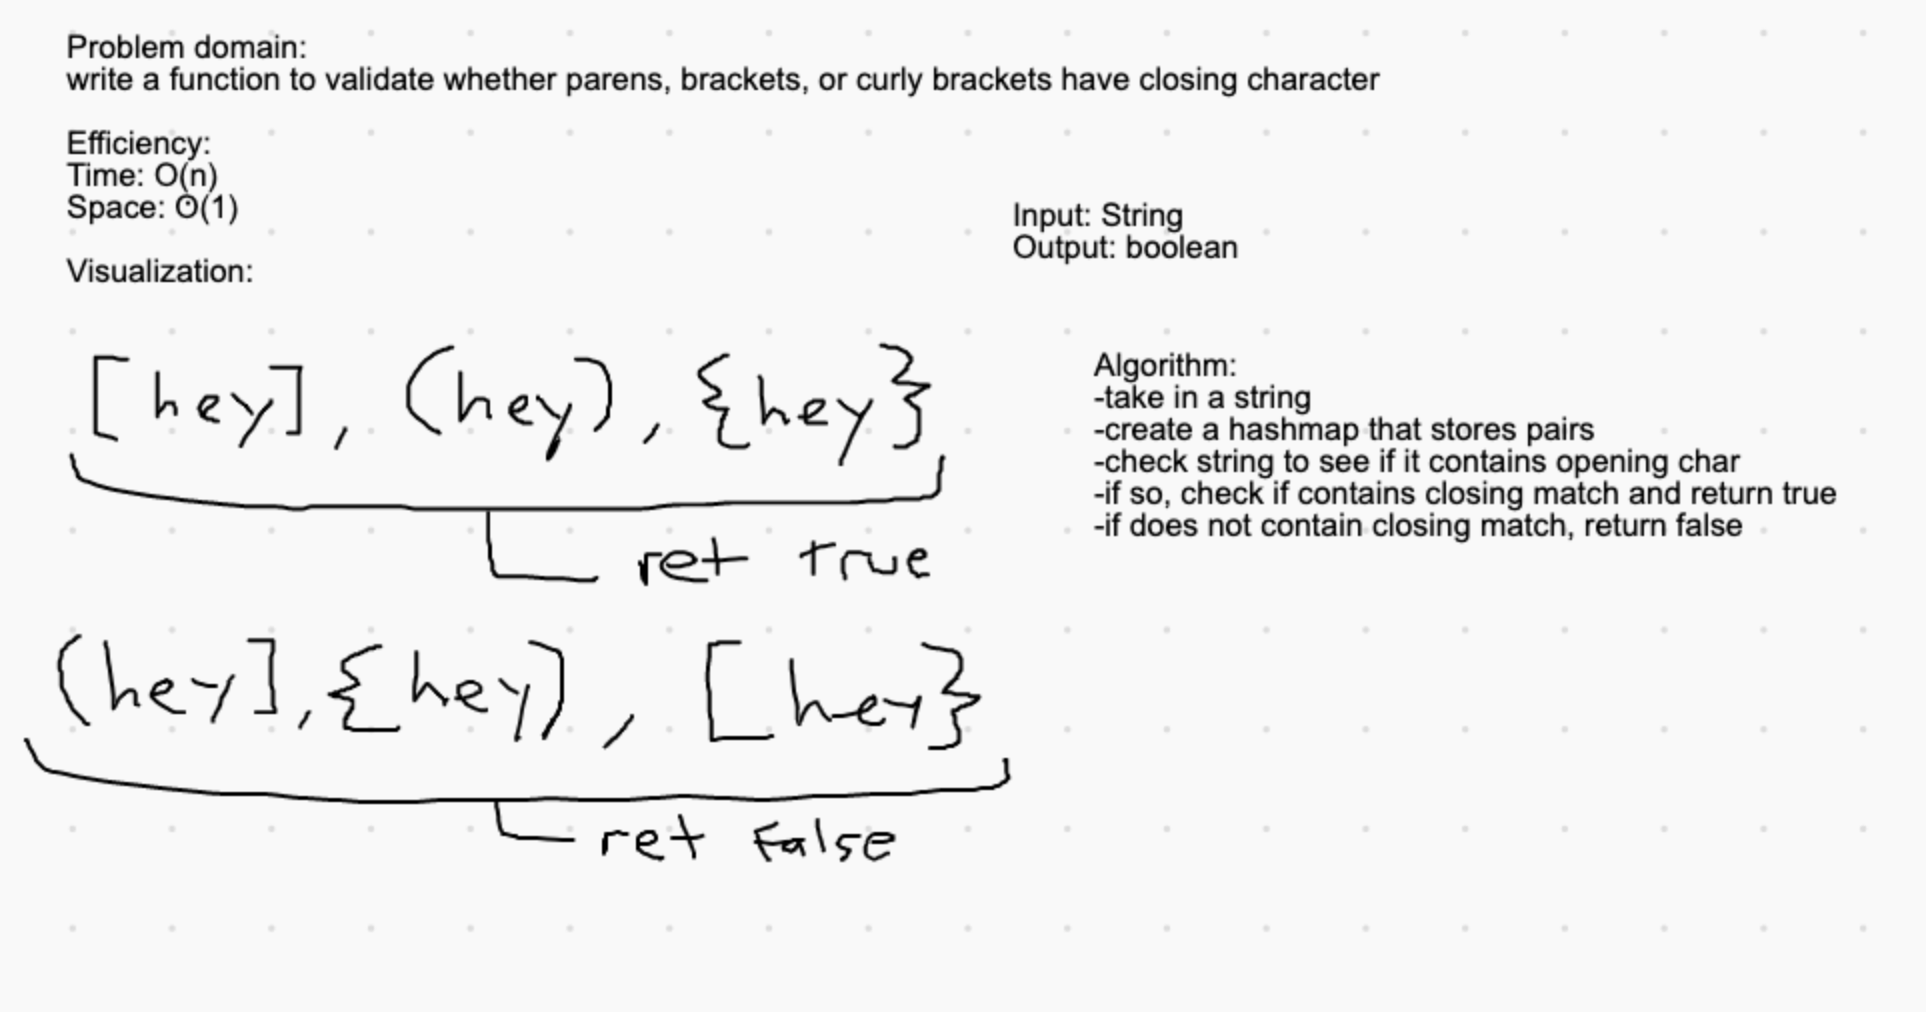 Problem domain:
write a function to validate whether parens, brackets, or curly brackets have closing character
Efficiency:
Time: O(n)
Space: O(1)
Input: String
Output: boolean
Visualization:
[hey], (hey), {hey}
ret true
(hey], {hey), [hey}
ret False
Algorithm:
-take in a string
-create a hashmap that stores pairs
-check string to see if it contains opening char
-if so, check if contains closing match and return true
-if does not contain closing match, return false